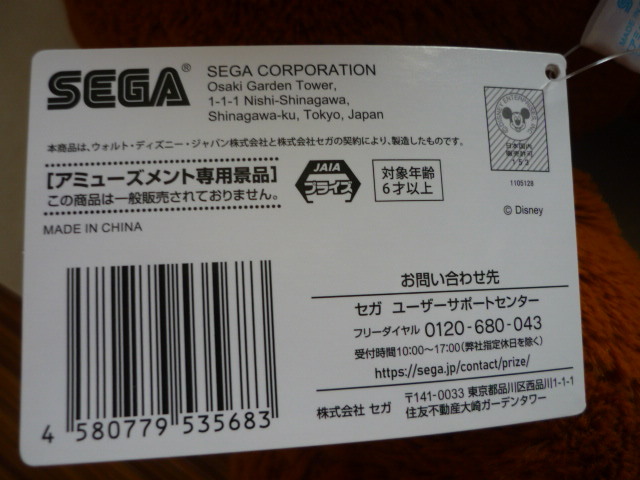 SEGA®
SEGA CORPORATION
Osaki Garden Tower,
1-1-1 Nishi-Shinagawa,
Shinagawa-ku, Tokyo, Japan
本商品は、ウォルト・ディズニー・ジャパン株式会社と株式会社セガの契約により、製造したものです。
[アミューズメント専用景品]
この商品は一般販売されておりません。
JAIA
プライズ
対象年齢
6才以上
日本国内
販売許可
153
1105128
© Disney
MADE IN CHINA
お問い合わせ先
セガ ユーザーサポートセンター
フリーダイヤル 0120-680-043
受付時間10:00~17:00(弊社指定休日を除く)
https://sega.jp/contact/prize/
株式会社 セガ
〒141-0033 東京都品川区西品川1-1-1
住友不動産大崎ガーデンタワー
4 580779 535683